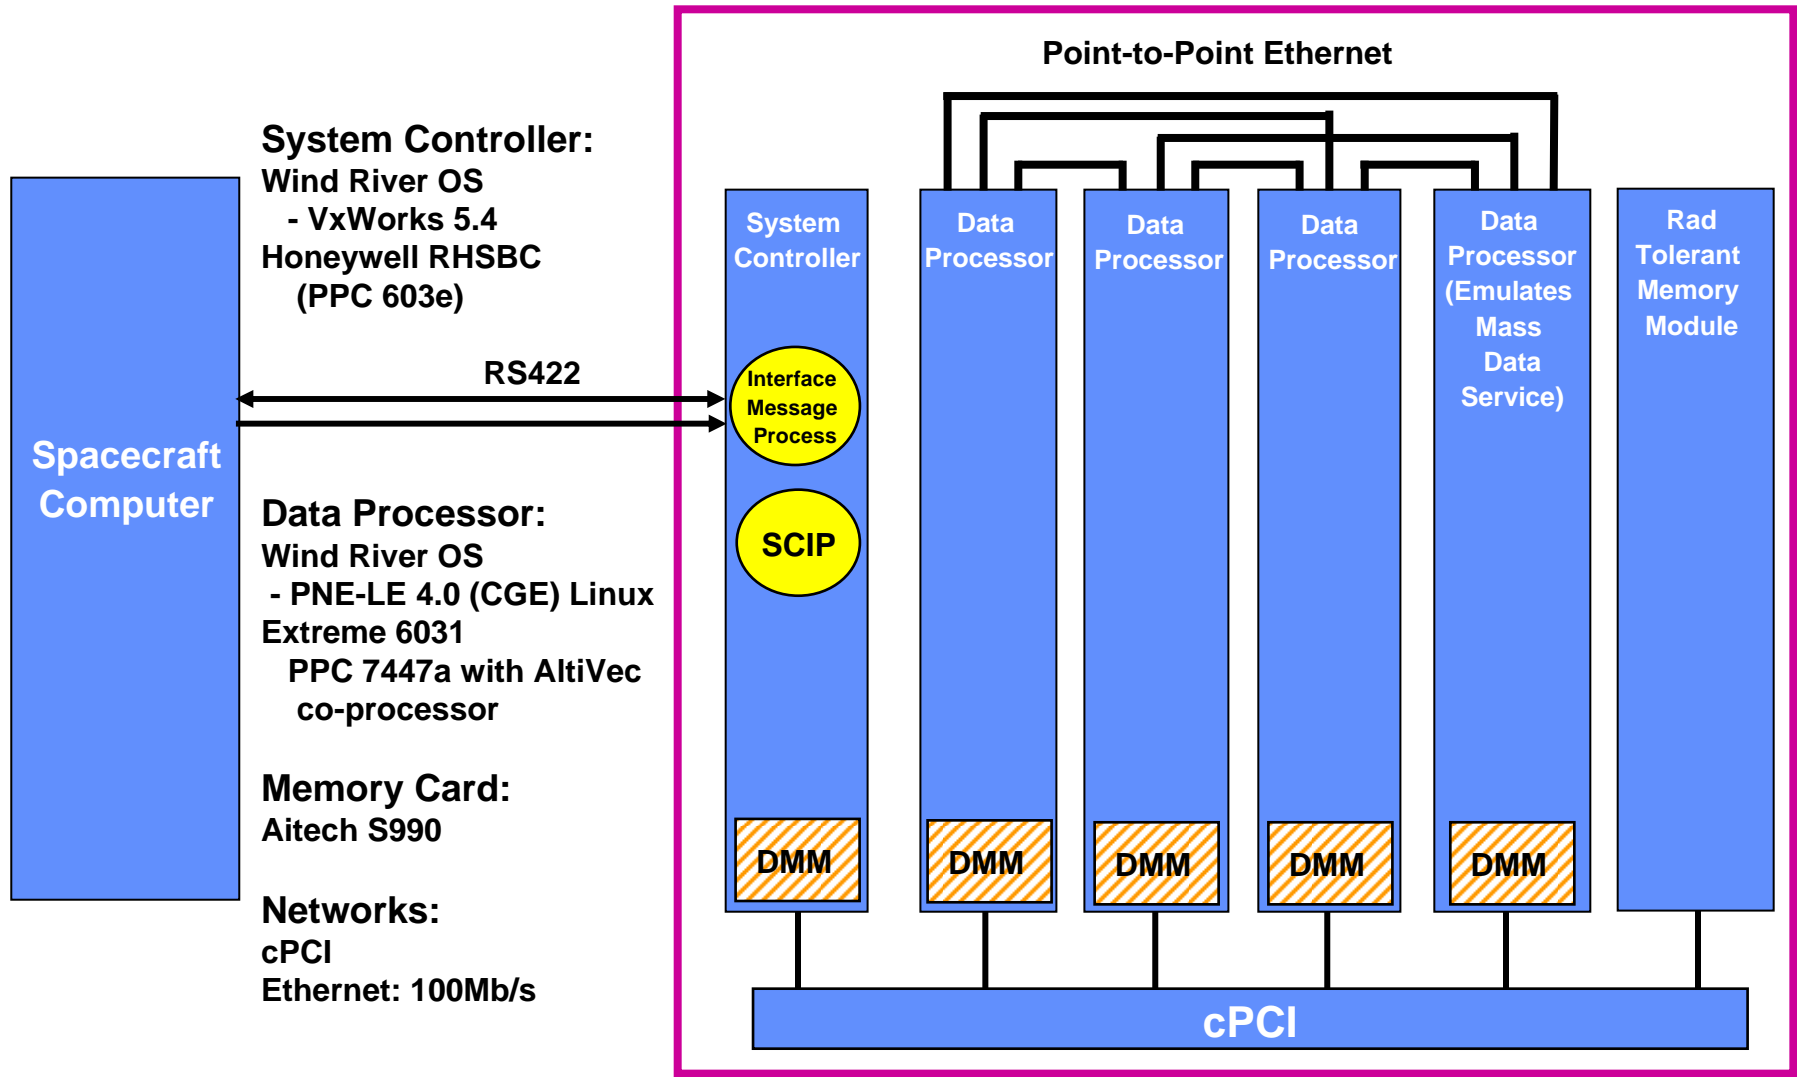 Point-to-Point Ethernet
System Controller:
Wind River OS
- VxWorks 5.4
Honeywell RHSBC
(PPC 603e)
RS422
Spacecraft
Computer
Data Processor:
Wind River OS
- PNE-LE 4.0 (CGE) Linux
Extreme 6031
PPC 7447a with AltiVec
co-processor
Memory Card:
Aitech S990
Networks:
cPCI
Ethernet: 100Mb/s
System
Controller
Interface
Message
Process
SCIP
DMM
Data
Processor
DMM
Data
Processor
DMM
Data
Processor
DMM
Data
Processor
(Emulates
Mass
Data
Service)
DMM
Rad
Tolerant
Memory
Module
cPCI